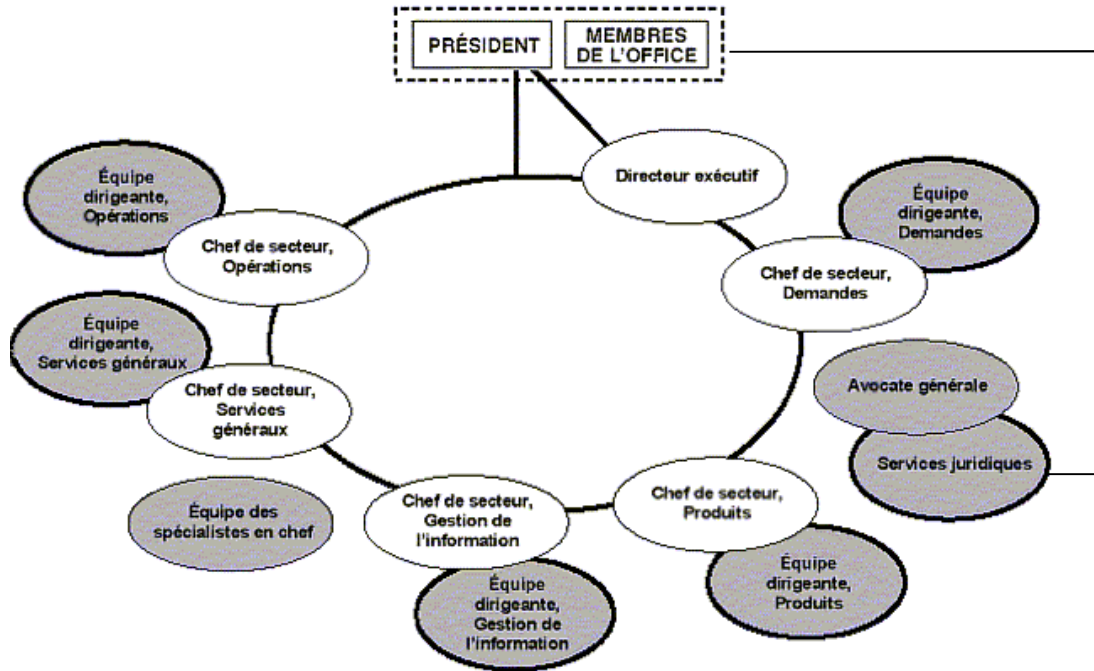 PRÉSIDENT
MEMBRES
DE L'OFFICE
Directeur exécutif
Équipe
dirigeante,
Opérations
Chef de secteur,
Opérations
Équipe
dirigeante,
Demandes
Chef de secteur,
Demandes
Équipe
dirigeante,
Services généraux
Chef de secteur,
Services
généraux
Avocate générale
Services juridiques
Équipe des
spécialistes en chef
Chef de secteur,
Gestion de
l'information
Chef de secteur,
Produits
Équipe
dirigeante,
Gestion de
l'information
Équipe
dirigeante,
Produits